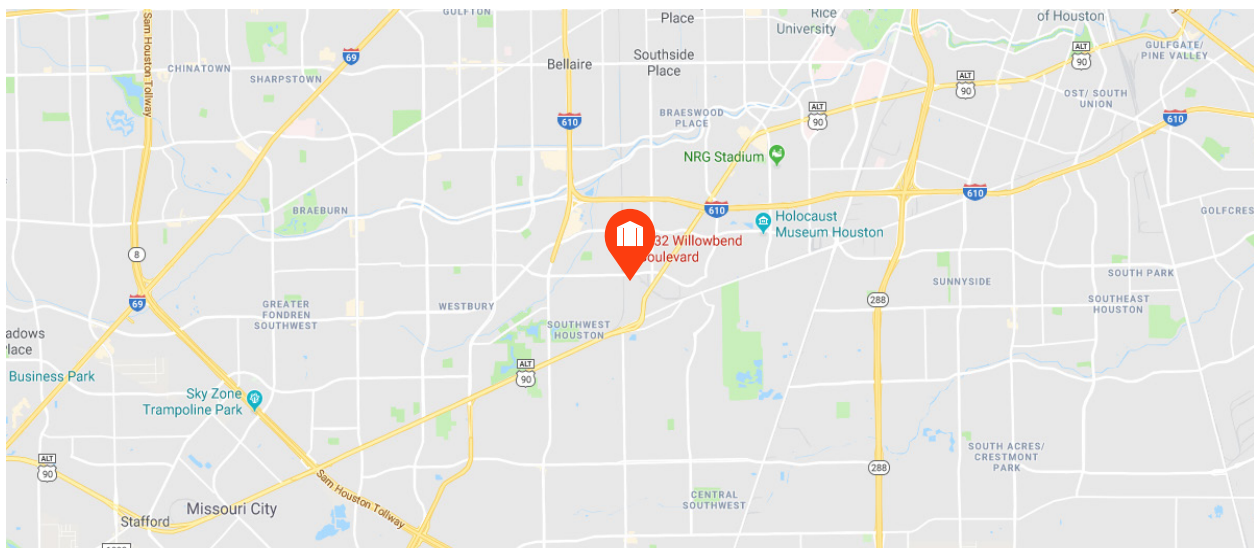 GULFTON
Place
Rice
University
of Houston
GULFGATE/
PINE VALLEY
Sam Houston Tollway
69
CHINATOWN
SHARPSTOWN
Bellaire
Southside
Place
ALT
90
ALT
90
OST/ SOUTH
UNION
610
BRAESWOOD
PLACE
ALT
90
610
NRG Stadium
610
610
BRAEBURN
Holocaust
Museum Houston
GOLFCRES
32 Willowbend
oulevard
8
69
SOUTH PARK
SUNNYSIDE
288
SOUTHEAST
HOUSTON
GREATER
FONDREN
SOUTHWEST
WESTBURY
SOUTHWEST
HOUSTON
eadows
Place
Business Park
ALT
90
Sky Zone
Trampoline Park
SOUTH ACRES/
CRESTMONT
PARK
ALT
90
288
Sam Houston Tollway
CENTRAL
SOUTHWEST
Missouri City
Stafford